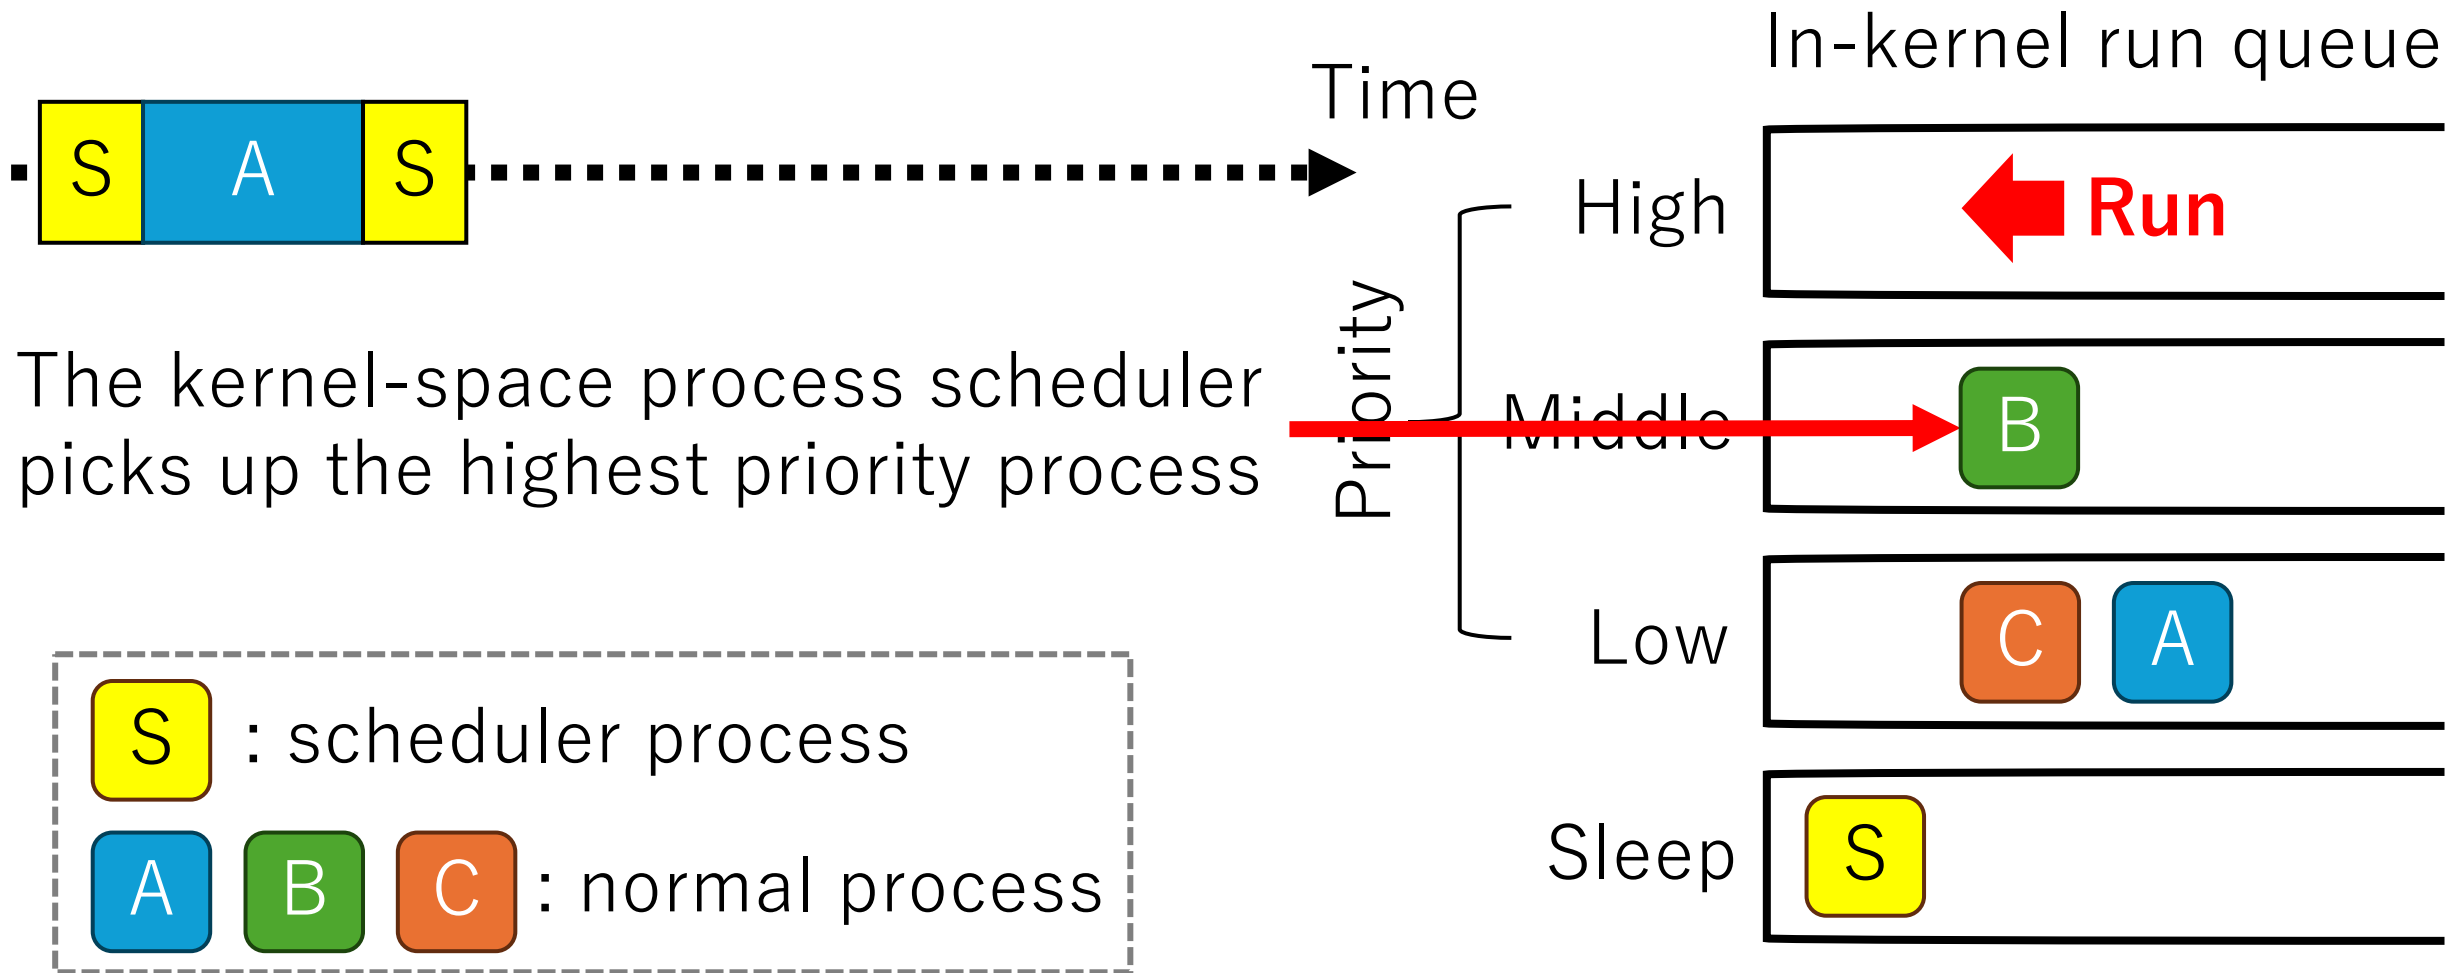 In-kernel run queue
Time
S A S
High
Run
Priority
The kernel-space process scheduler
picks up the highest priority process
Middle
B
Low
C A
S : scheduler process
A B C : normal process
Sleep
S